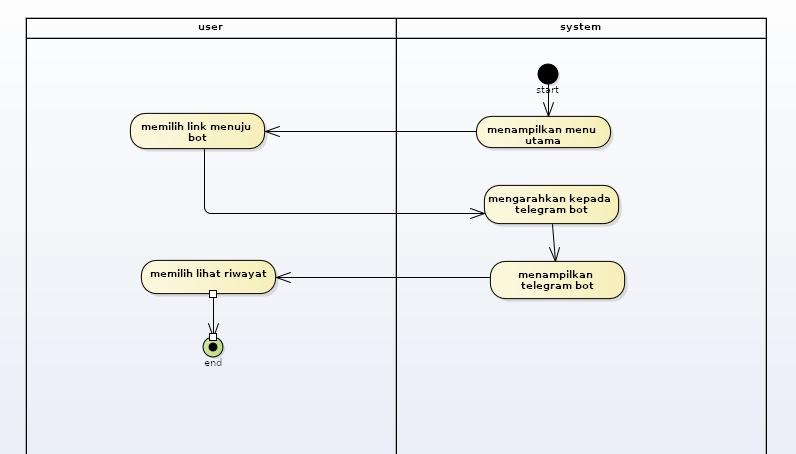 user
system
start
menampilkan menu
utama
memilih link menuju
bot
mengarahkan kepada
telegram bot
menampilkan
telegram bot
memilih lihat riwayat
end